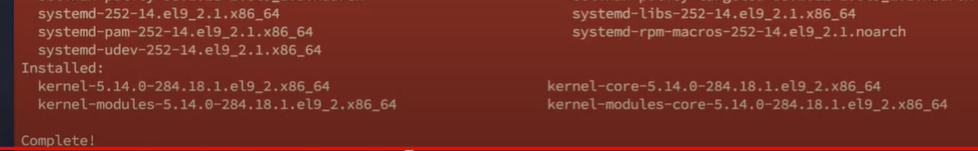 systemd-252-14.el9_2.1.x86_64 systemd-libs-252-14.el9_2.1.x86_64
systemd-pam-252-14.el9_2.1.x86_64 systemd-rpm-macros-252-14.el9_2.1.noarch
systemd-udev-252-14.el9_2.1.x86_64
Installed:
kernel-5.14.0-284.18.1.el9_2.x86_64 kernel-core-5.14.0-284.18.1.el9_2.x86_64
kernel-modules-5.14.0-284.18.1.el9_2.x86_64 kernel-modules-core-5.14.0-284.18.1.el9_2.x86_64
Complete!